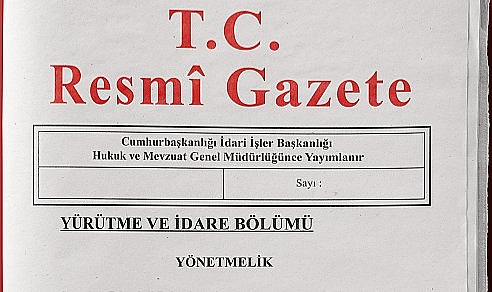 T.C.
Resmî Gazete
Cumhurbaşkanlığı İdari İşler Başkanlığı
Hukuk ve Mevzuat Genel Müdürlüğünce Yayımlanır
Sayı :
YÜRÜTME VE İDARE BÖLÜMÜ
YÖNETMELİK